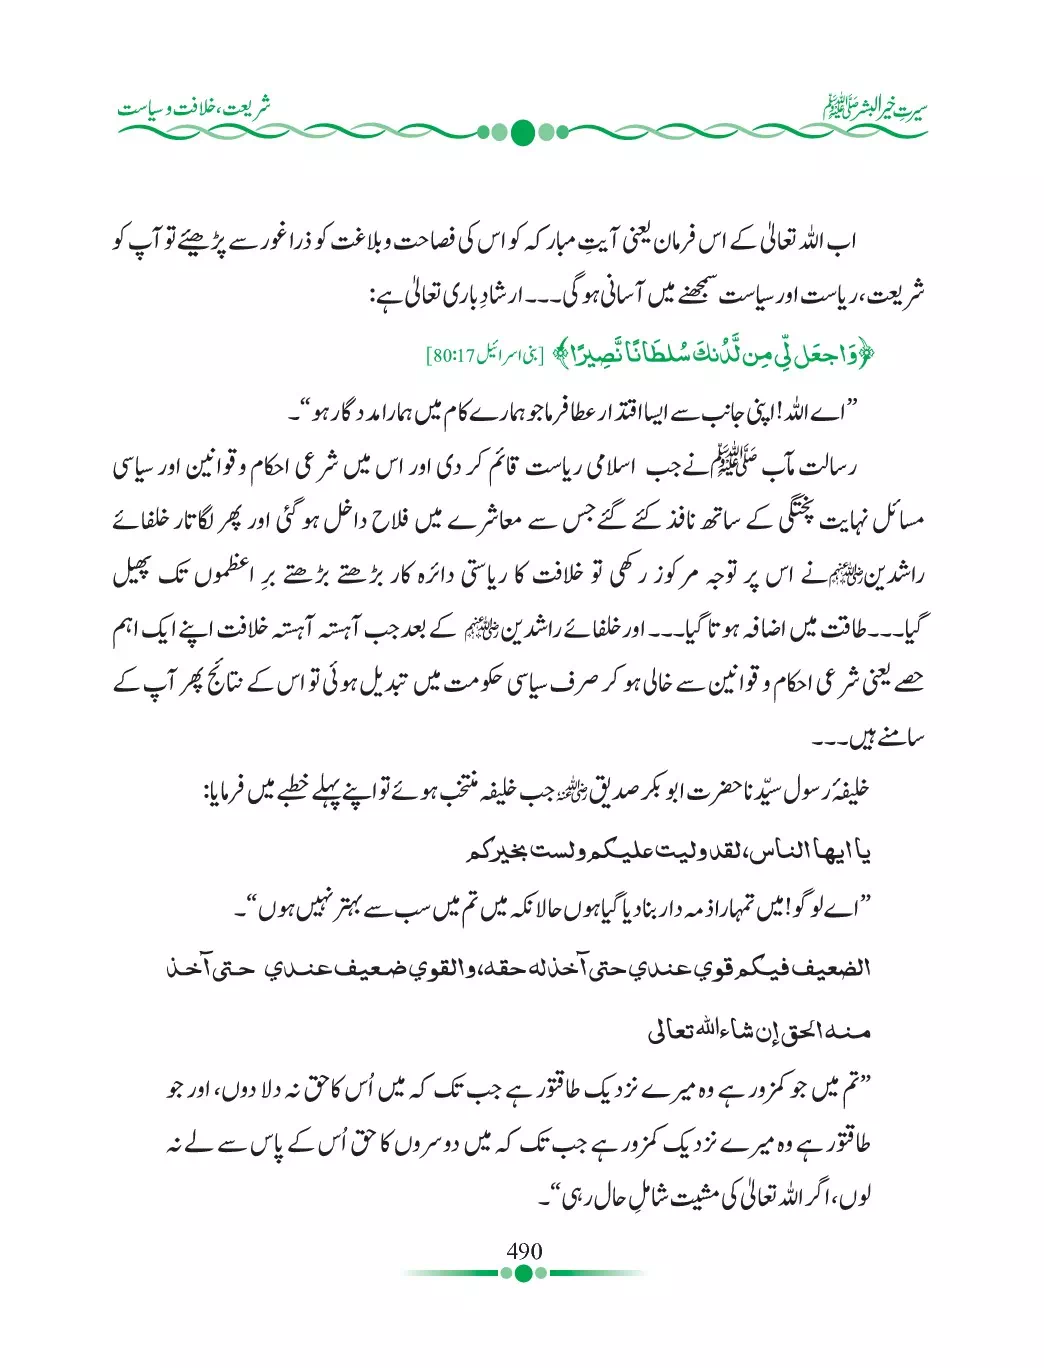 سیرتِ خیر البشر ﷺ
شریعت، خلافت و سیاست
اب اللہ تعالیٰ کے اس فرمان یعنی آیتِ مبارکہ کو اس کی فصاحت و بلاغت کو ذرا غور سے پڑھیئے تو آپ کو
شریعت، ریاست اور سیاست سمجھنے میں آسانی ہو گی۔۔۔ ارشادِ باری تعالیٰ ہے:
﴿وَاجعَل لِّي مِن لَّدُنكَ سُلطَانًا نَّصِيرًا﴾ [بنی اسرائیل 80:17]
”اے اللہ! اپنی جانب سے ایسا اقتدار عطا فرما جو ہمارے کام میں ہمارا مدد گار ہو“۔
رسالت مآب ﷺ نے جب اسلامی ریاست قائم کر دی اور اس میں شرعی احکام و قوانین اور سیاسی
مسائل نہایت پختگی کے ساتھ نافذ کئے گئے جس سے معاشرے میں فلاح داخل ہو گئی اور پھر لگاتار خلفائے
راشدین رضی اللہ عنہم نے اس پر توجہ مرکوز رکھی تو خلافت کا ریاستی دائرہ کار بڑھتے بڑھتے برِ اعظموں تک پھیل
گیا۔۔۔ طاقت میں اضافہ ہوتا گیا۔۔۔ اور خلفائے راشدین رضی اللہ عنہم کے بعد جب آہستہ آہستہ خلافت اپنے ایک اہم
حصے یعنی شرعی احکام و قوانین سے خالی ہو کر صرف سیاسی حکومت میں تبدیل ہوئی تو اس کے نتائج پھر آپ کے
سامنے ہیں۔۔۔
خلیفۂ رسول سیّدنا حضرت ابو بکر صدیق رضی اللہ عنہ جب خلیفہ منتخب ہوئے تو اپنے پہلے خطبے میں فرمایا:
يا ايها الناس، لقد وليت عليكم ولست بخيركم
”اے لوگو! میں تمہارا ذمہ دار بنا دیا گیا ہوں حالانکہ میں تم میں سب سے بہتر نہیں ہوں“۔
الضعيف فيكم قوي عندي حتى آخذ له حقه، والقوي ضعيف عندي حتى آخذ
منه الحق إن شاء الله تعالى
”تم میں جو کمزور ہے وہ میرے نزدیک طاقتور ہے جب تک کہ میں اُس کا حق نہ دلا دوں، اور جو
طاقتور ہے وہ میرے نزدیک کمزور ہے جب تک کہ میں دوسروں کا حق اُس کے پاس سے لے نہ
لوں، اگر اللہ تعالیٰ کی مشیت شاملِ حال رہی“۔
490